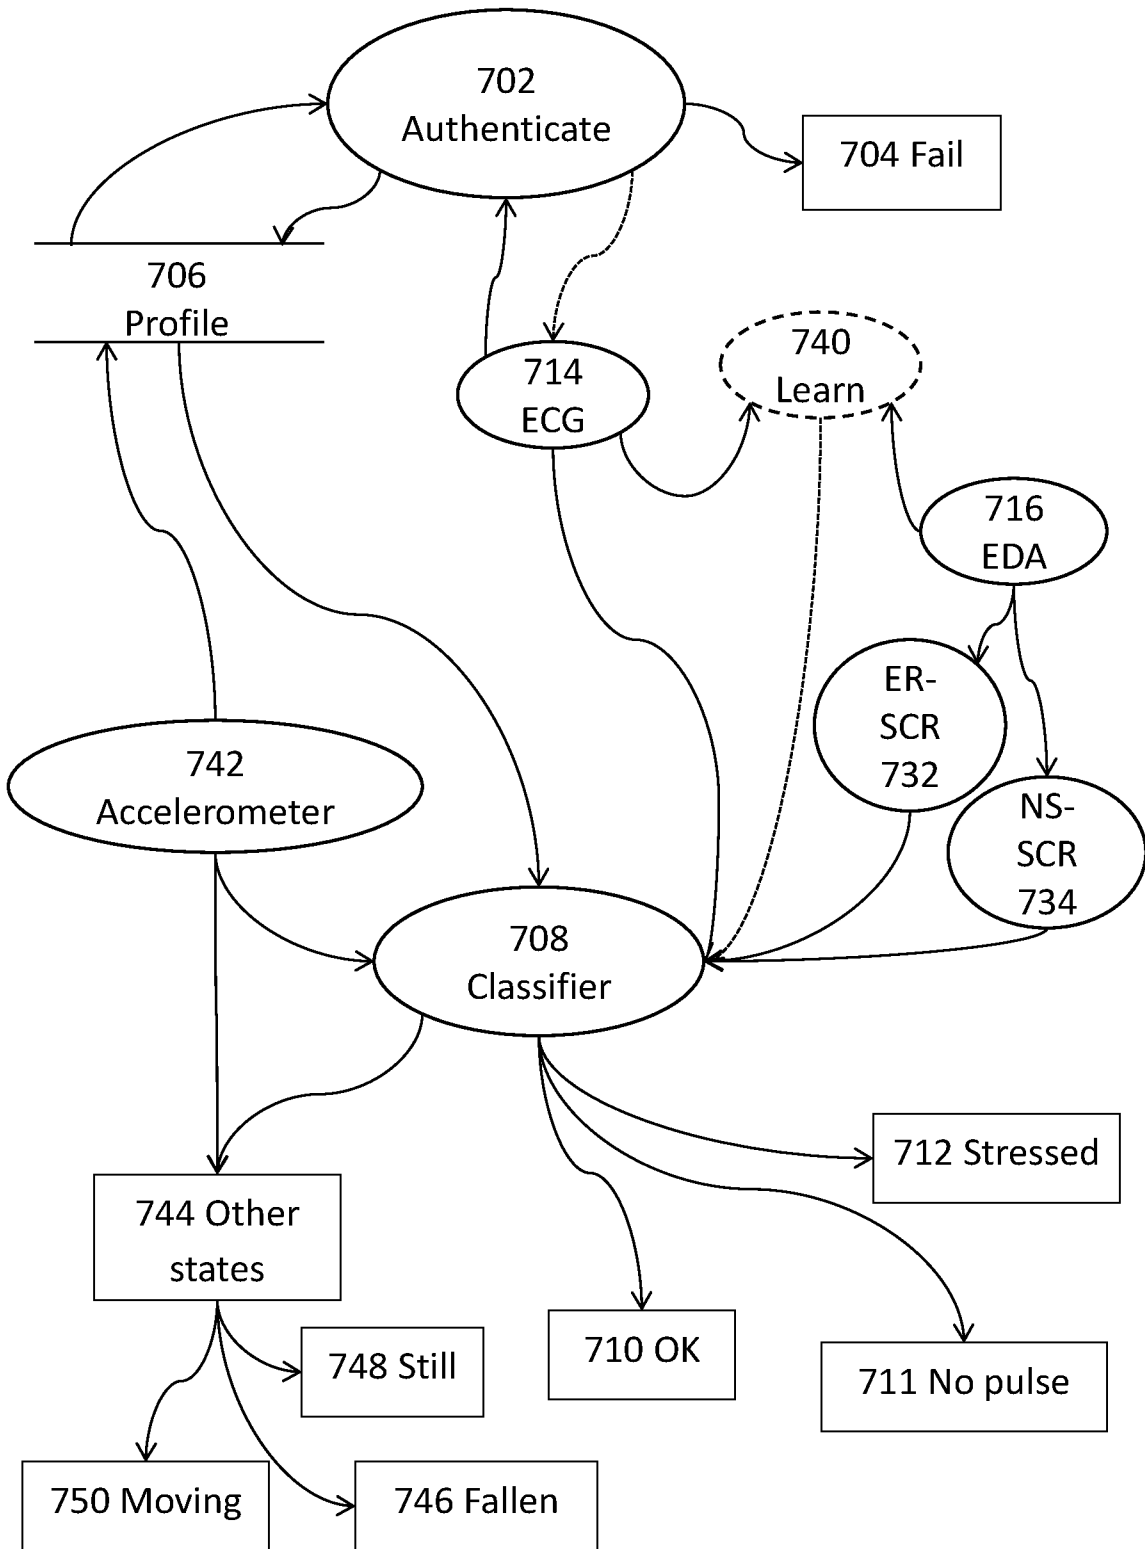 702
Authenticate
704 Fail
706
Profile
714
ECG
740
Learn
716
EDA
ER-
SCR
732
742
Accelerometer
NS-
SCR
734
708
Classifier
712 Stressed
744 Other
states
748 Still
710 OK
711 No pulse
750 Moving
746 Fallen